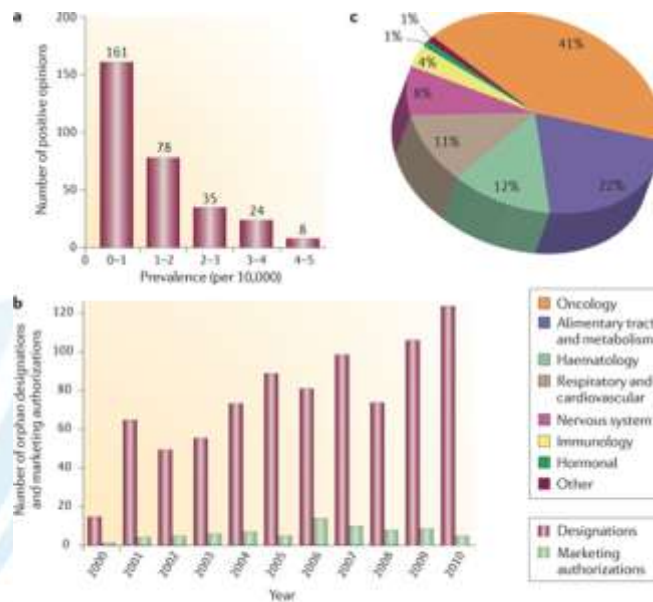 a
200
150
100
50
0
Number of positive opinions
161
78
35
24
8
0–1
1–2
2–3
3–4
4–5
Prevalence (per 10,000)
c
1%
1%
4%
8%
11%
12%
22%
41%
b
120
100
80
60
40
20
0
Number of orphan designations
and marketing authorizations
2000
2001
2002
2003
2004
2005
2006
2007
2008
2009
2010
Year
Oncology
Alimentary tract
and metabolism
Haematology
Respiratory and
cardiovascular
Nervous system
Immunology
Hormonal
Other
Designations
Marketing
authorizations